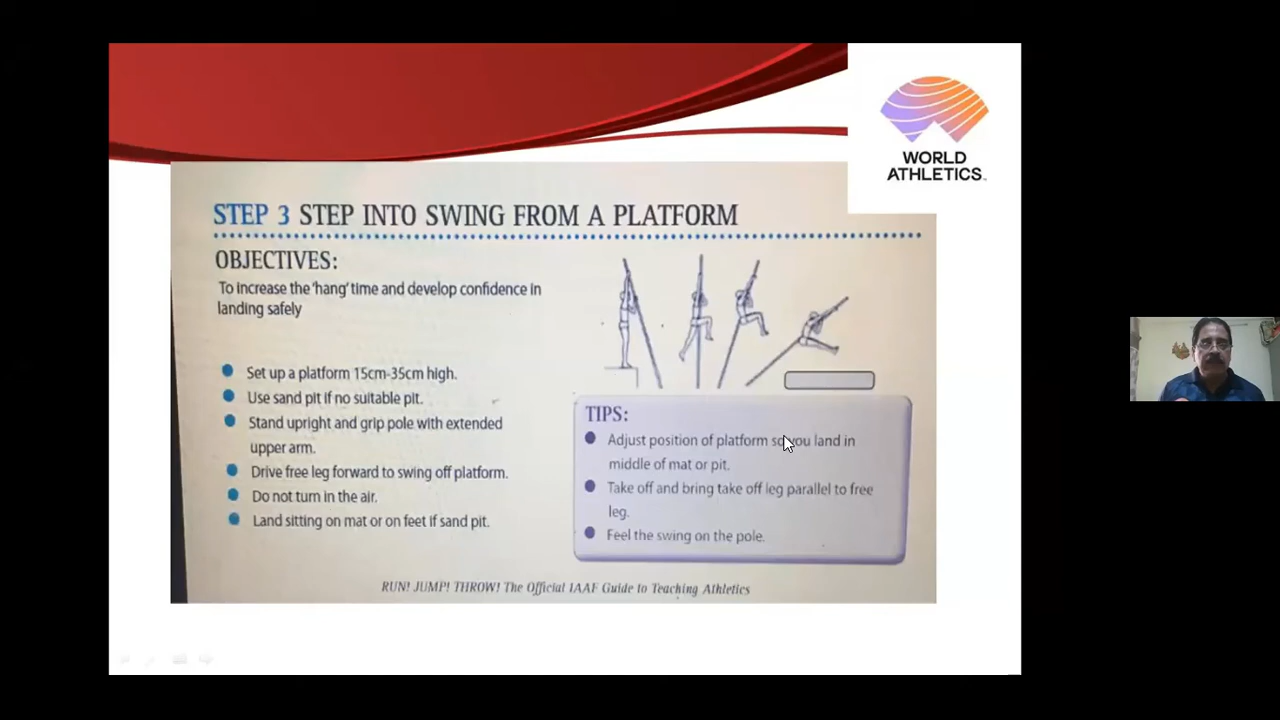 WORLD
ATHLETICS
STEP 3 STEP INTO SWING FROM A PLATFORM
OBJECTIVES:
To increase the 'hang' time and develop confidence in
landing safely
Set up a platform 15cm-35cm high.
Use sand pit if no suitable pit.
Stand upright and grip pole with extended
upper arm.
Drive free leg forward to swing off platform.
Do not turn in the air.
Land sitting on mat or on feet if sand pit.
TIPS:
Adjust position of platform so you land in
middle of mat or pit.
Take off and bring take off leg parallel to free
leg.
Feel the swing on the pole.
RUN! JUMP! THROW! The Official IAAF Guide to Teaching Athletics